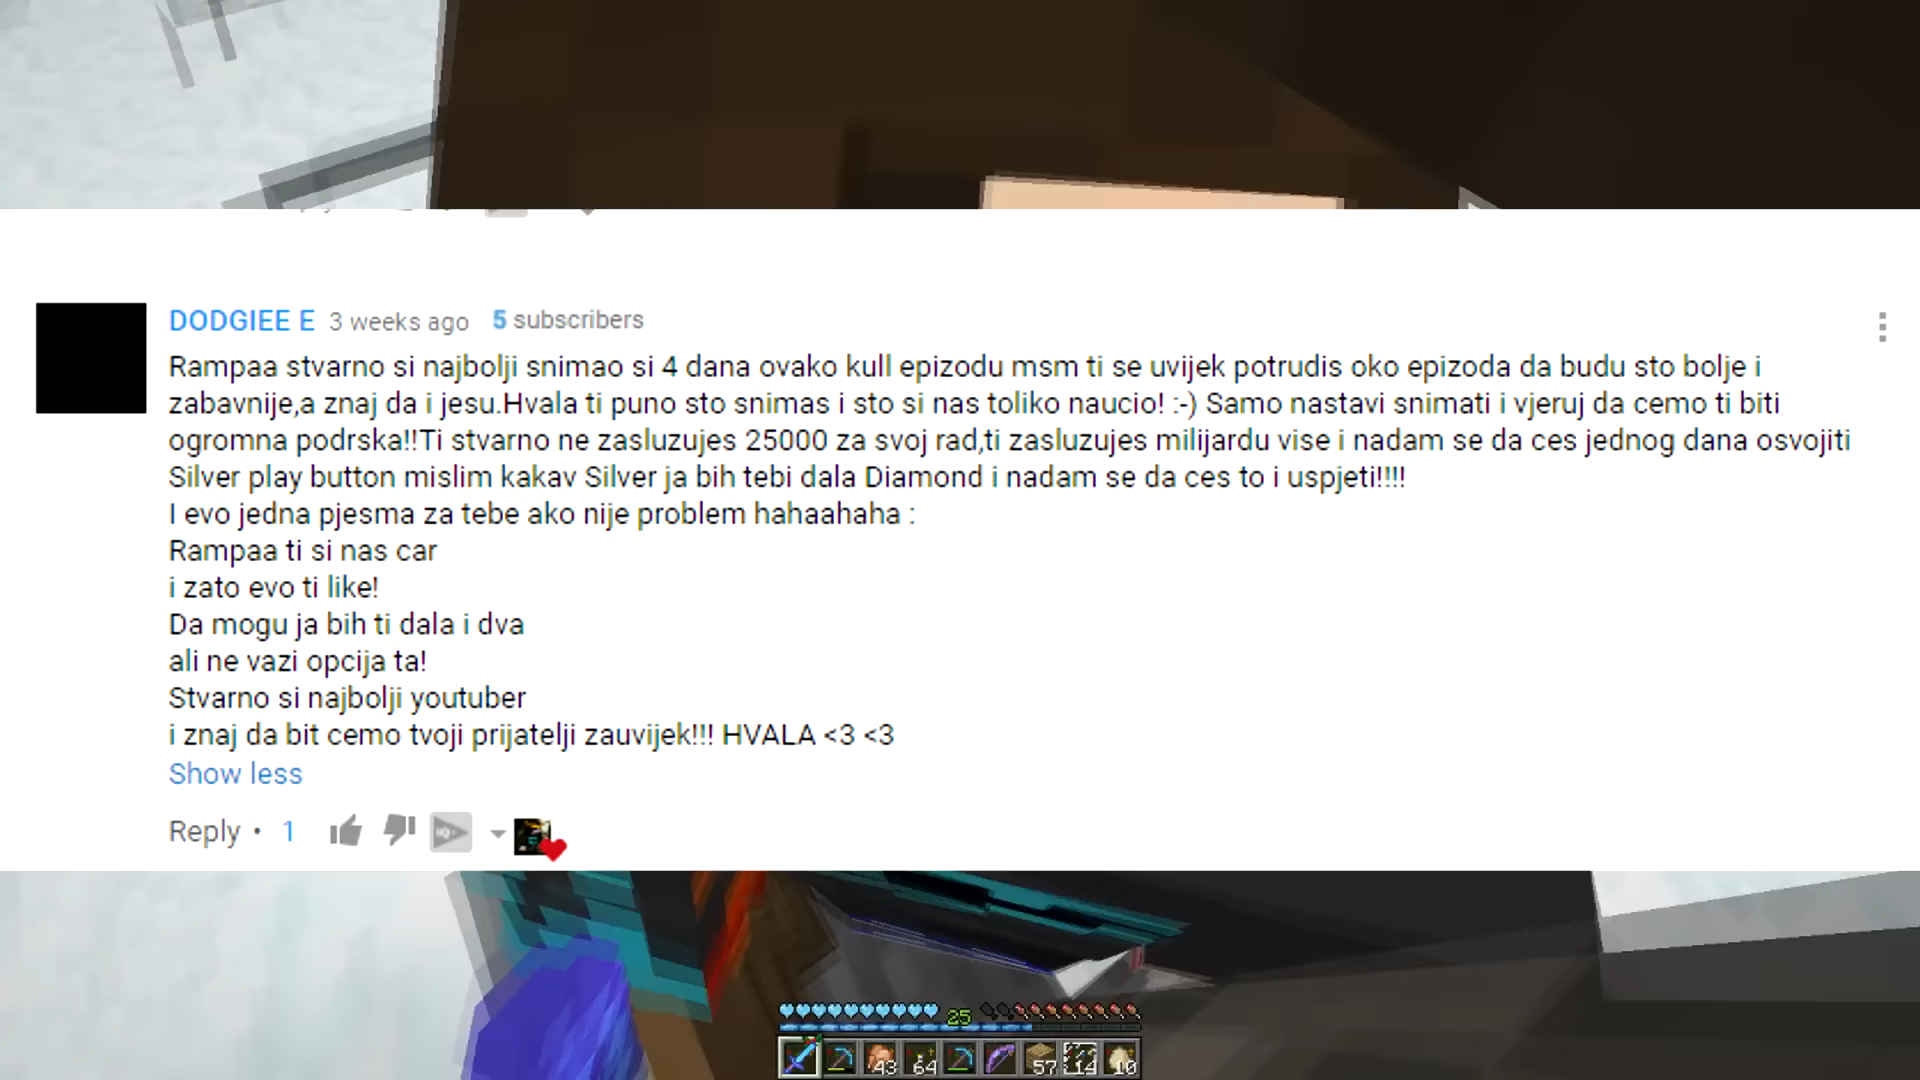 DODGIEE E 3 weeks ago 5 subscribers
Rampaa stvarno si najbolji snimao si 4 dana ovako kull epizodu msm ti se uvijek potrudis oko epizoda da budu sto bolje i
zabavnije,a znaj da i jesu.Hvala ti puno sto snimas i sto si nas toliko naucio! :-) Samo nastavi snimati i vjeruj da cemo ti biti
ogromna podrska!!Ti stvarno ne zasluzujes 25000 za svoj rad,ti zasluzujes milijardu vise i nadam se da ces jednog dana osvojiti
Silver play button mislim kakav Silver ja bih tebi dala Diamond i nadam se da ces to i uspjeti!!!!
I evo jedna pjesma za tebe ako nije problem hahaahaha :
Rampaa ti si nas car
i zato evo ti like!
Da mogu ja bih ti dala i dva
ali ne vazi opcija ta!
Stvarno si najbolji youtuber
i znaj da bit cemo tvoji prijatelji zauvijek!!! HVALA <3 <3
Show less
Reply • 1
25
43 64 57 14 10